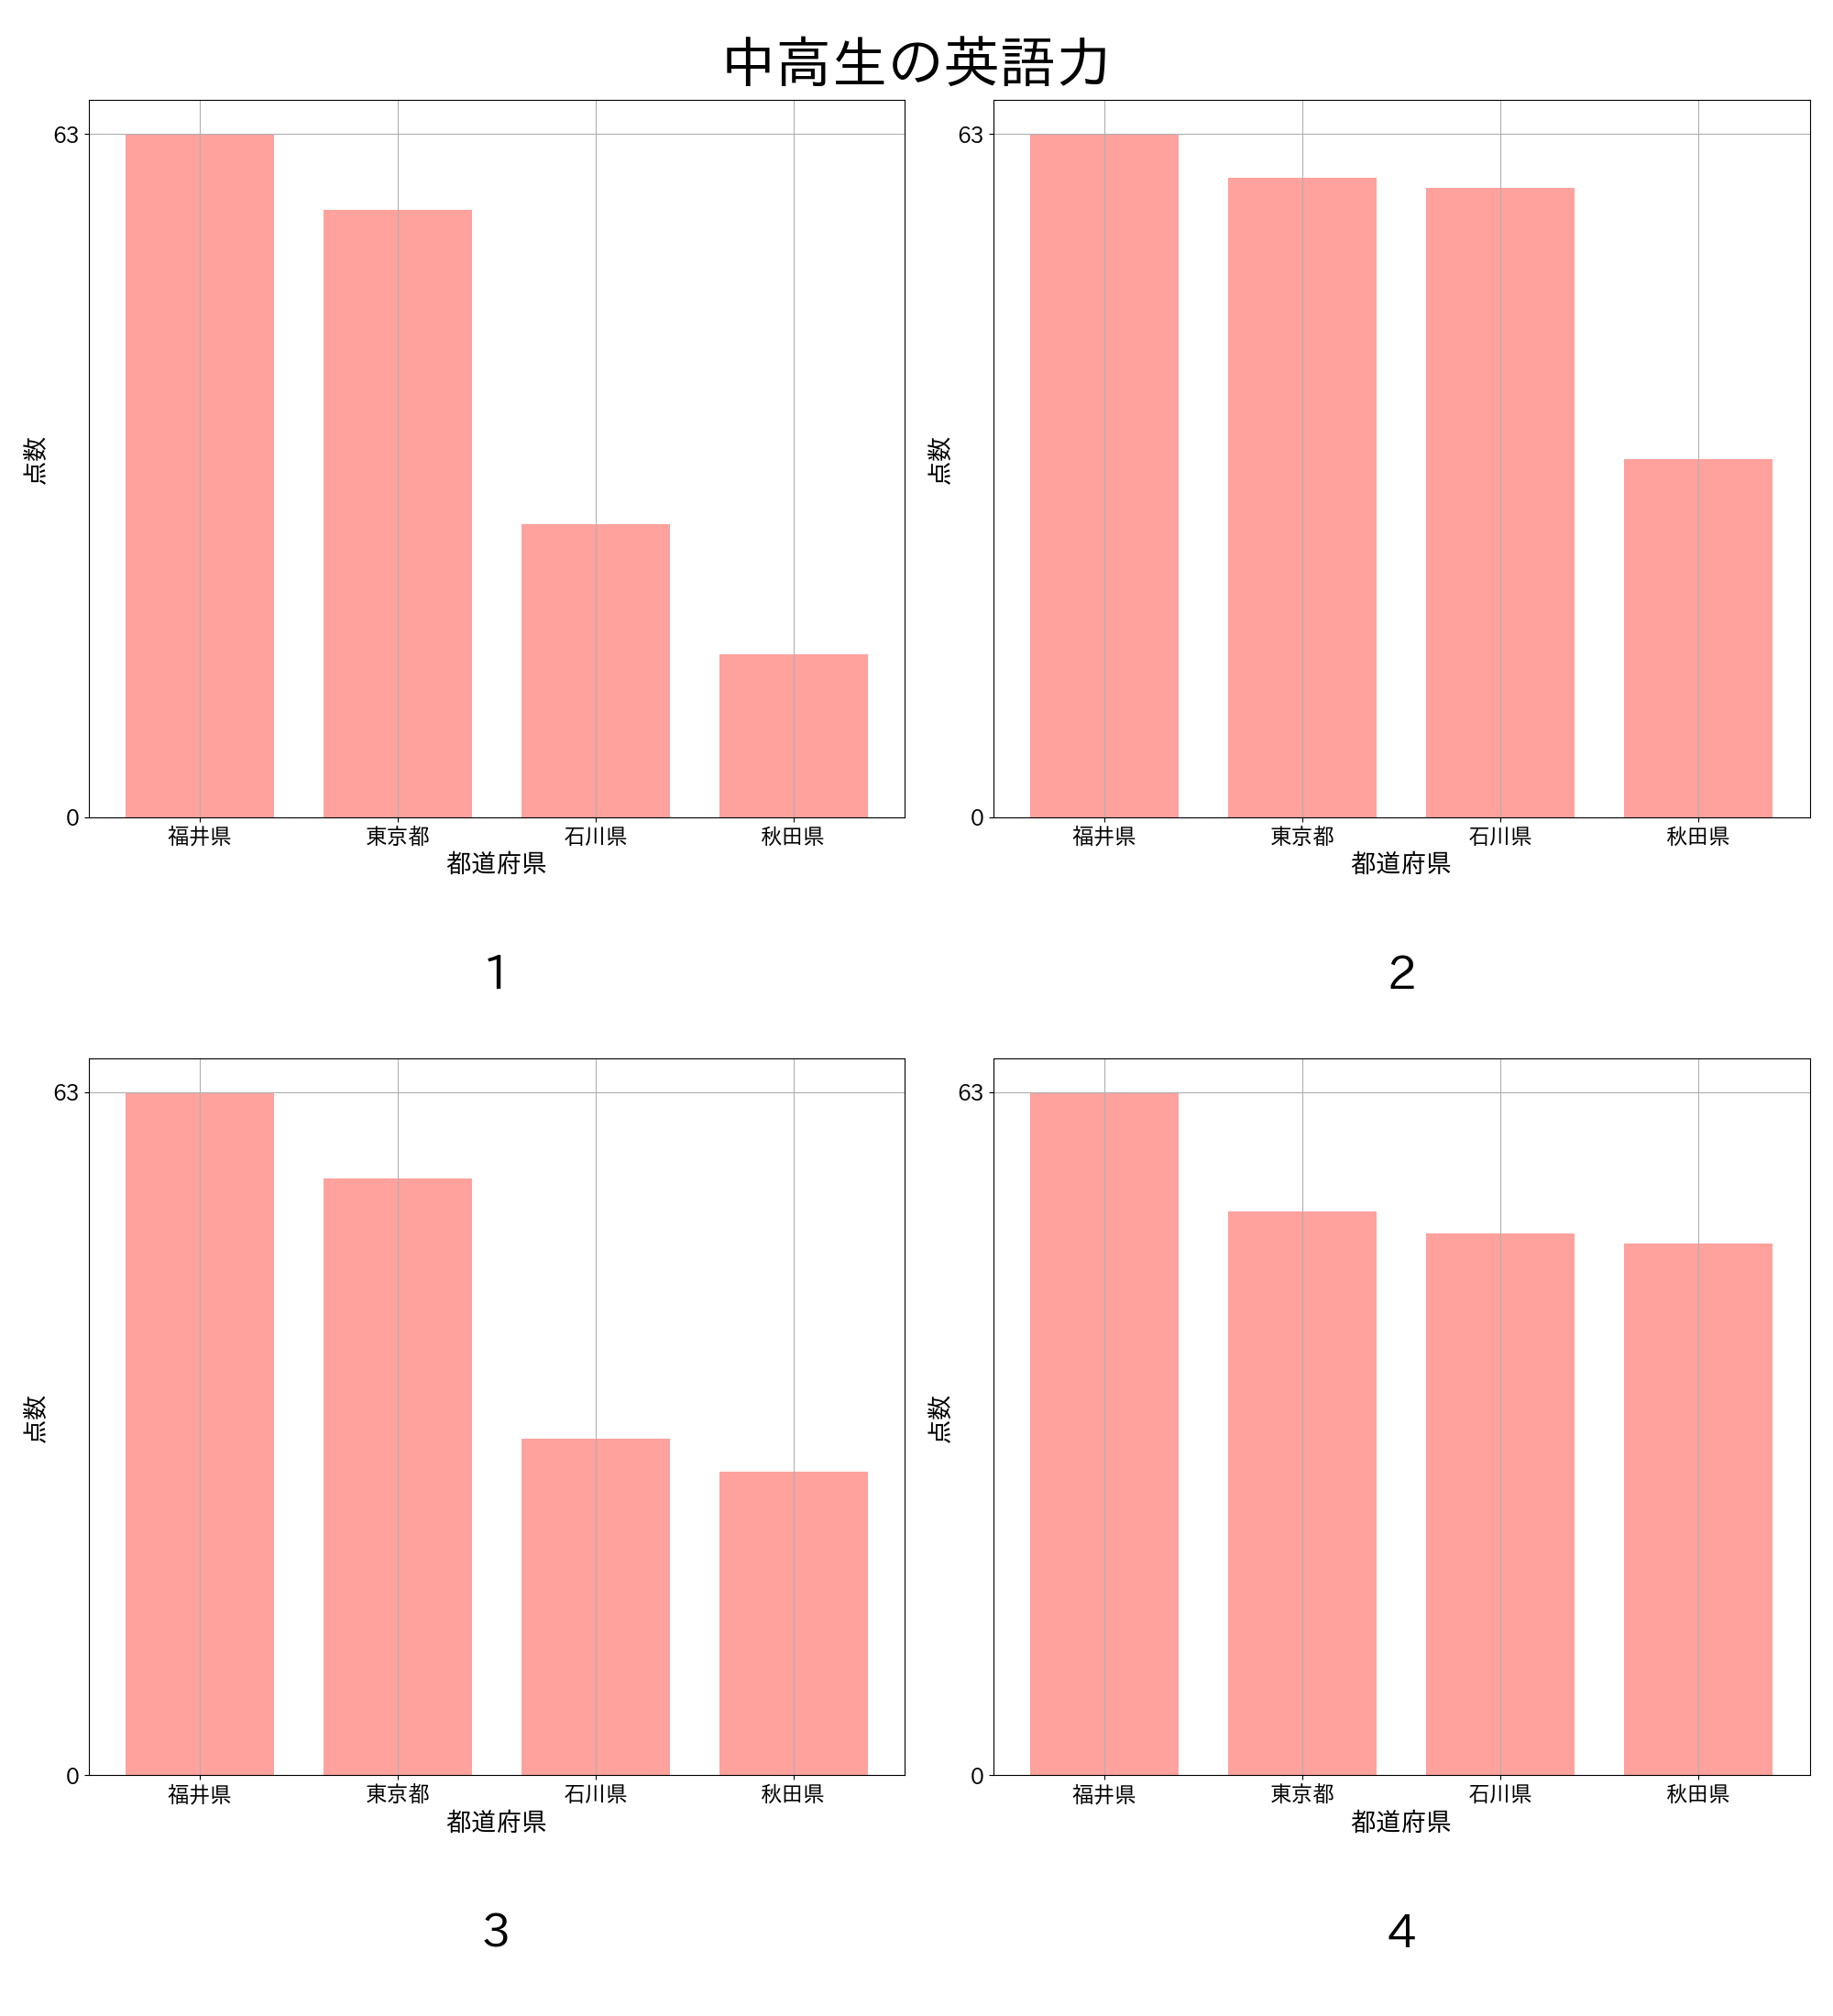 中高生の英語力
63
点数
0
福井県 東京都 石川県 秋田県
都道府県
1
63
点数
0
福井県 東京都 石川県 秋田県
都道府県
2
63
点数
0
福井県 東京都 石川県 秋田県
都道府県
3
63
点数
0
福井県 東京都 石川県 秋田県
都道府県
4